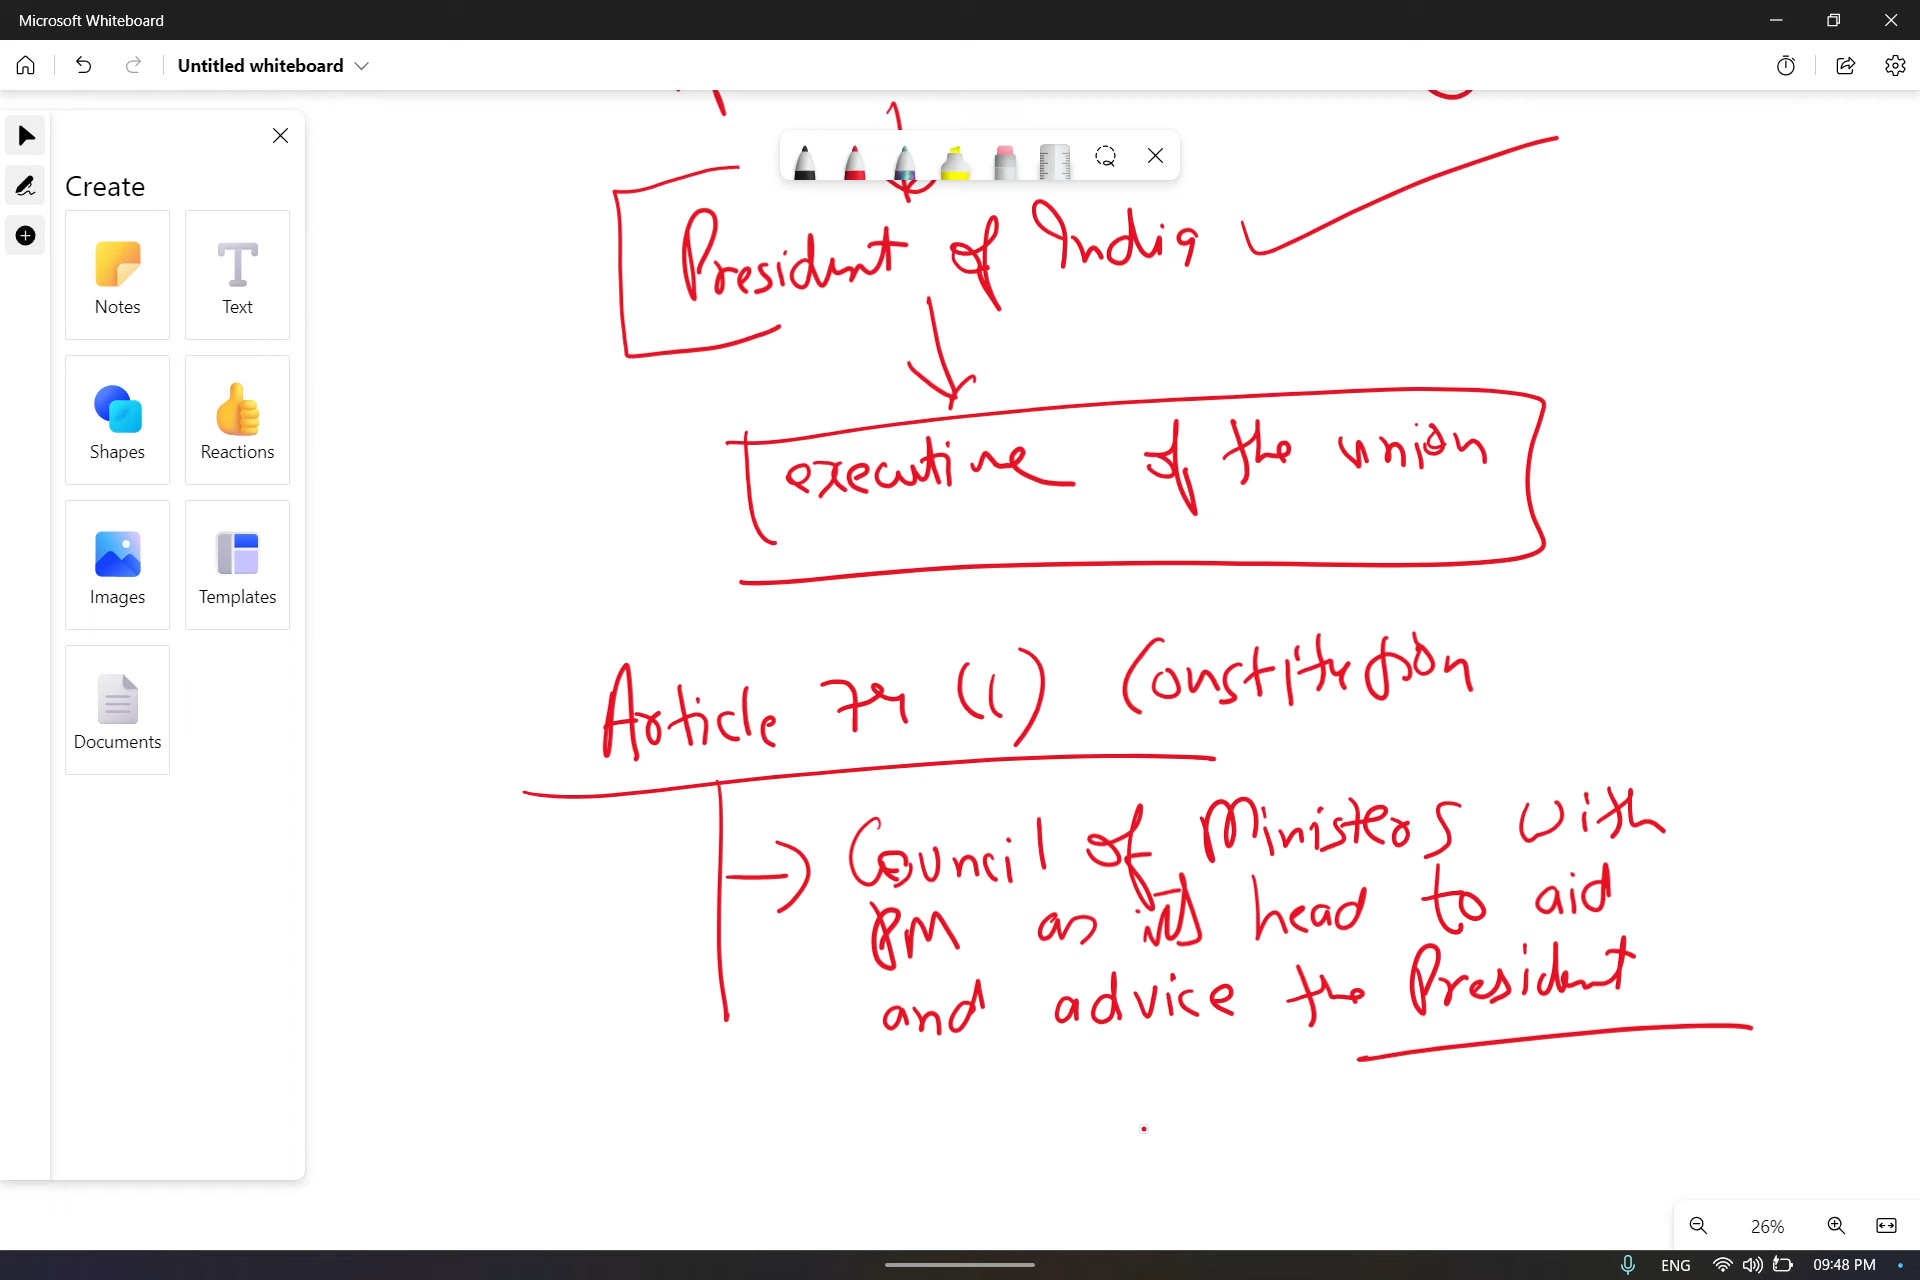 Microsoft Whiteboard
Untitled whiteboard
Create
Notes
Text
Shapes
Reactions
Images
Templates
Documents
President of India
executive of the union
Article 74 (1) Constitution
Council of Ministers with
PM as its head to aid
and advice the President
26%
ENG
09:48 PM